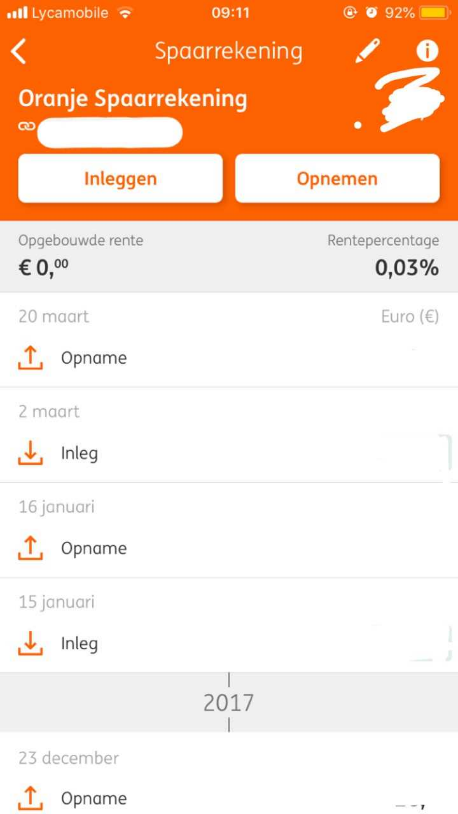 Lycamobile 09:11 92%
Spaarrekening
Oranje Spaarrekening
Inleggen Opnemen
Opgebouwde rente Rentepercentage
€ 0,00 0,03%
20 maart Euro (€)
Opname
2 maart
Inleg
16 januari
Opname
15 januari
Inleg
2017
23 december
Opname